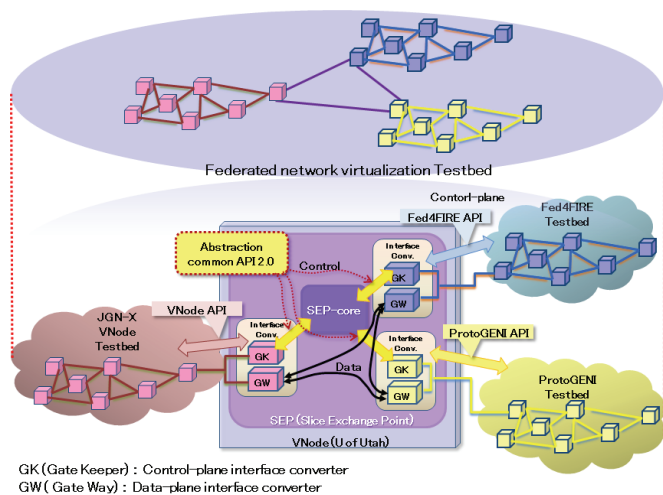 Federated network virtualization Testbed
Contorl-plane
Fed4FIRE API
Fed4FIRE
Testbed
Abstraction
common API 2.0
Control
Interface
Conv.
GK
GW
SEP-core
VNode API
JGN-X
VNode
Testbed
Interface
Conv.
GK
GW
Data
Interface
Conv.
GK
GW
ProtoGENI API
ProtoGENI
Testbed
SEP(Slice Exchange Point)
VNode(U of Utah)
GK(Gate Keeper) : Control-plane interface converter
GW( Gate Way) : Data-plane interface converter